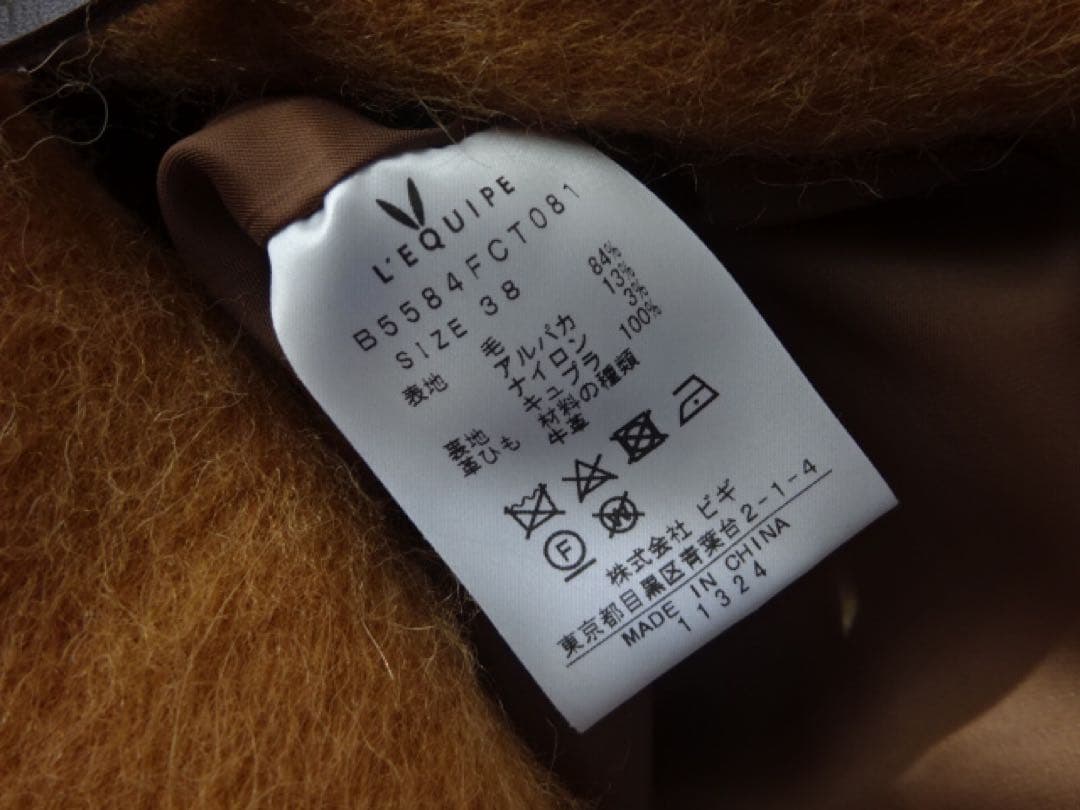 L'EQUIPE
B5584FCT081
SIZE 38
表地 毛 84%
アルパカ 13%
ナイロン 3%
裏地 キュプラ 100%
材料の種類
革ひも 牛革
F
W
株式会社 ビギ
東京都目黒区青葉台2-1-4
MADE IN CHINA
11324